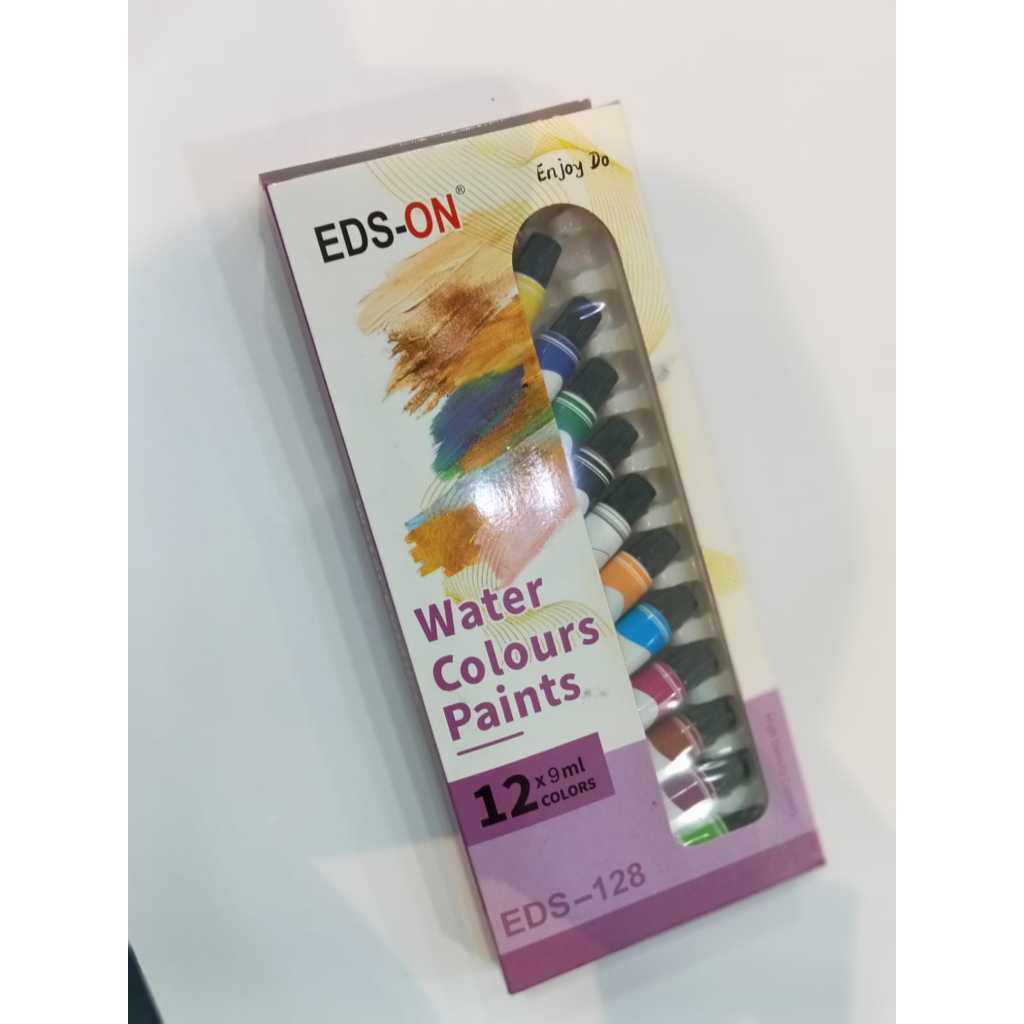 Enjoy Do
EDS-ON®
Water
Colours
Paints
12 x 9ml
COLORS
EDS-128